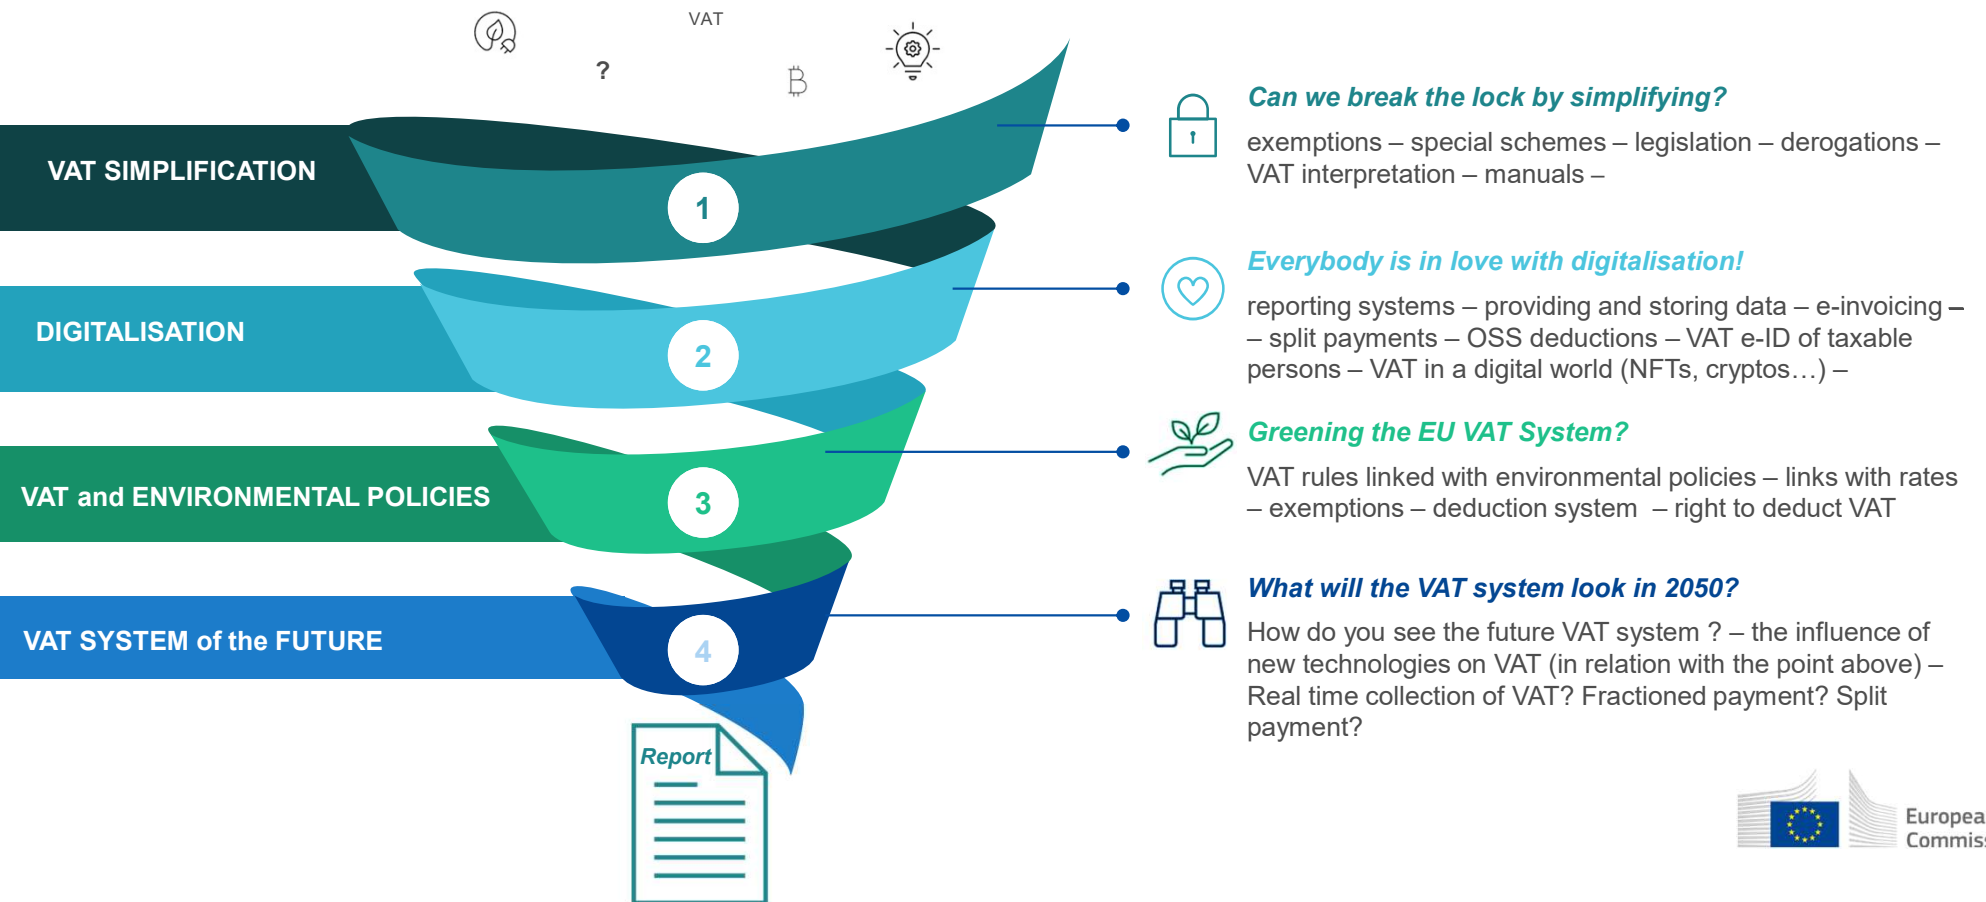 VAT
?
VAT SIMPLIFICATION
1
Can we break the lock by simplifying?
exemptions – special schemes – legislation – derogations –
VAT interpretation – manuals –
DIGITALISATION
2
Everybody is in love with digitalisation!
reporting systems – providing and storing data – e-invoicing –
– split payments – OSS deductions – VAT e-ID of taxable
persons – VAT in a digital world (NFTs, cryptos…) –
VAT and ENVIRONMENTAL POLICIES
3
Greening the EU VAT System?
VAT rules linked with environmental policies – links with rates
– exemptions – deduction system – right to deduct VAT
VAT SYSTEM of the FUTURE
4
What will the VAT system look in 2050?
How do you see the future VAT system ? – the influence of
new technologies on VAT (in relation with the point above) –
Real time collection of VAT? Fractioned payment? Split
payment?
Report
Europea
Commiss